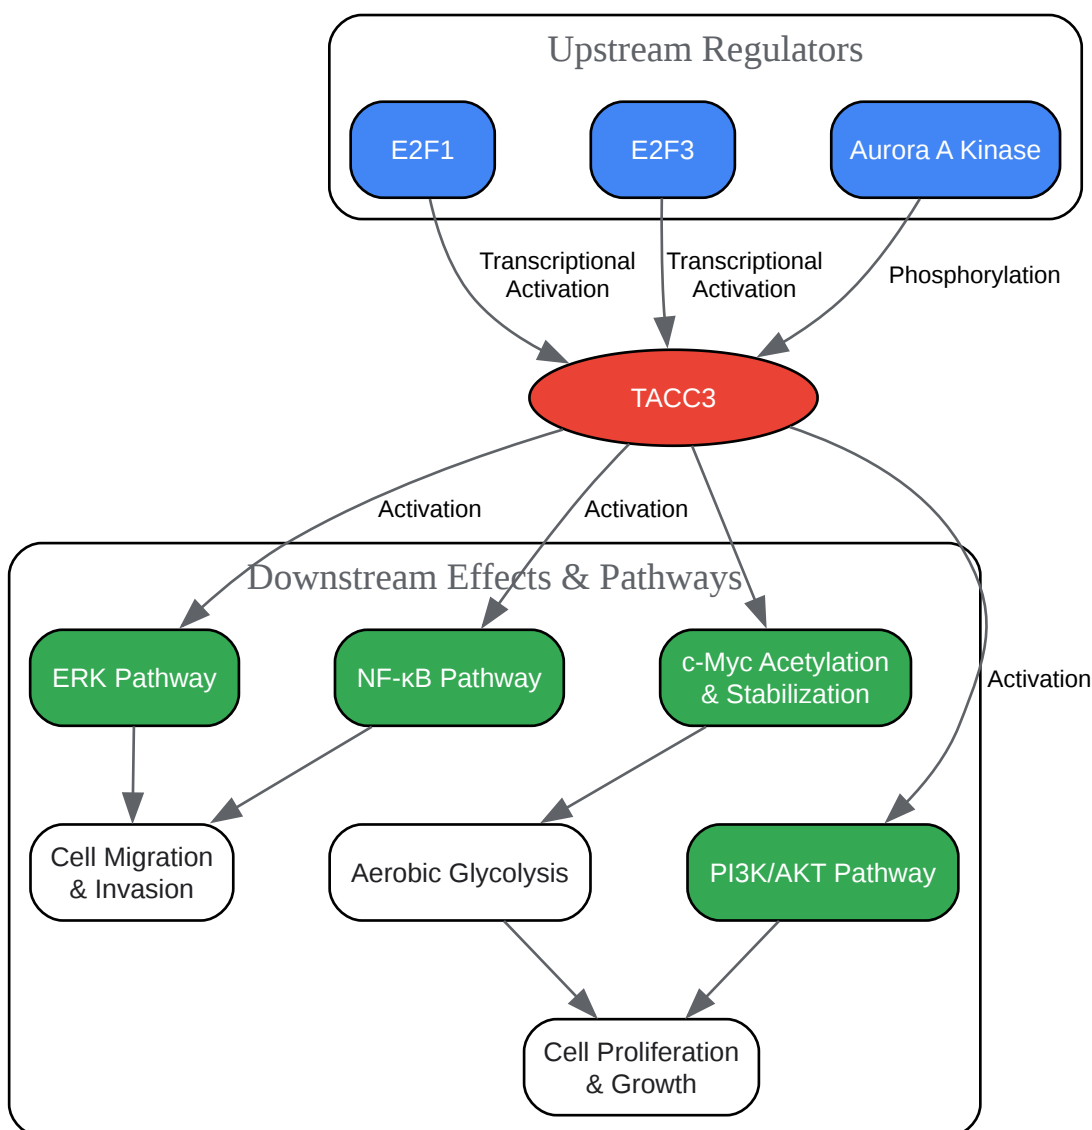 Upstream Regulators
E2F1
E2F3
Aurora A Kinase
Transcriptional
Activation
Transcriptional
Activation
Phosphorylation
TACC3
Activation
Activation
Downstream Effects & Pathways
ERK Pathway
NF-κB Pathway
c-Myc Acetylation
& Stabilization
Activation
Cell Migration
& Invasion
Aerobic Glycolysis
PI3K/AKT Pathway
Cell Proliferation
& Growth